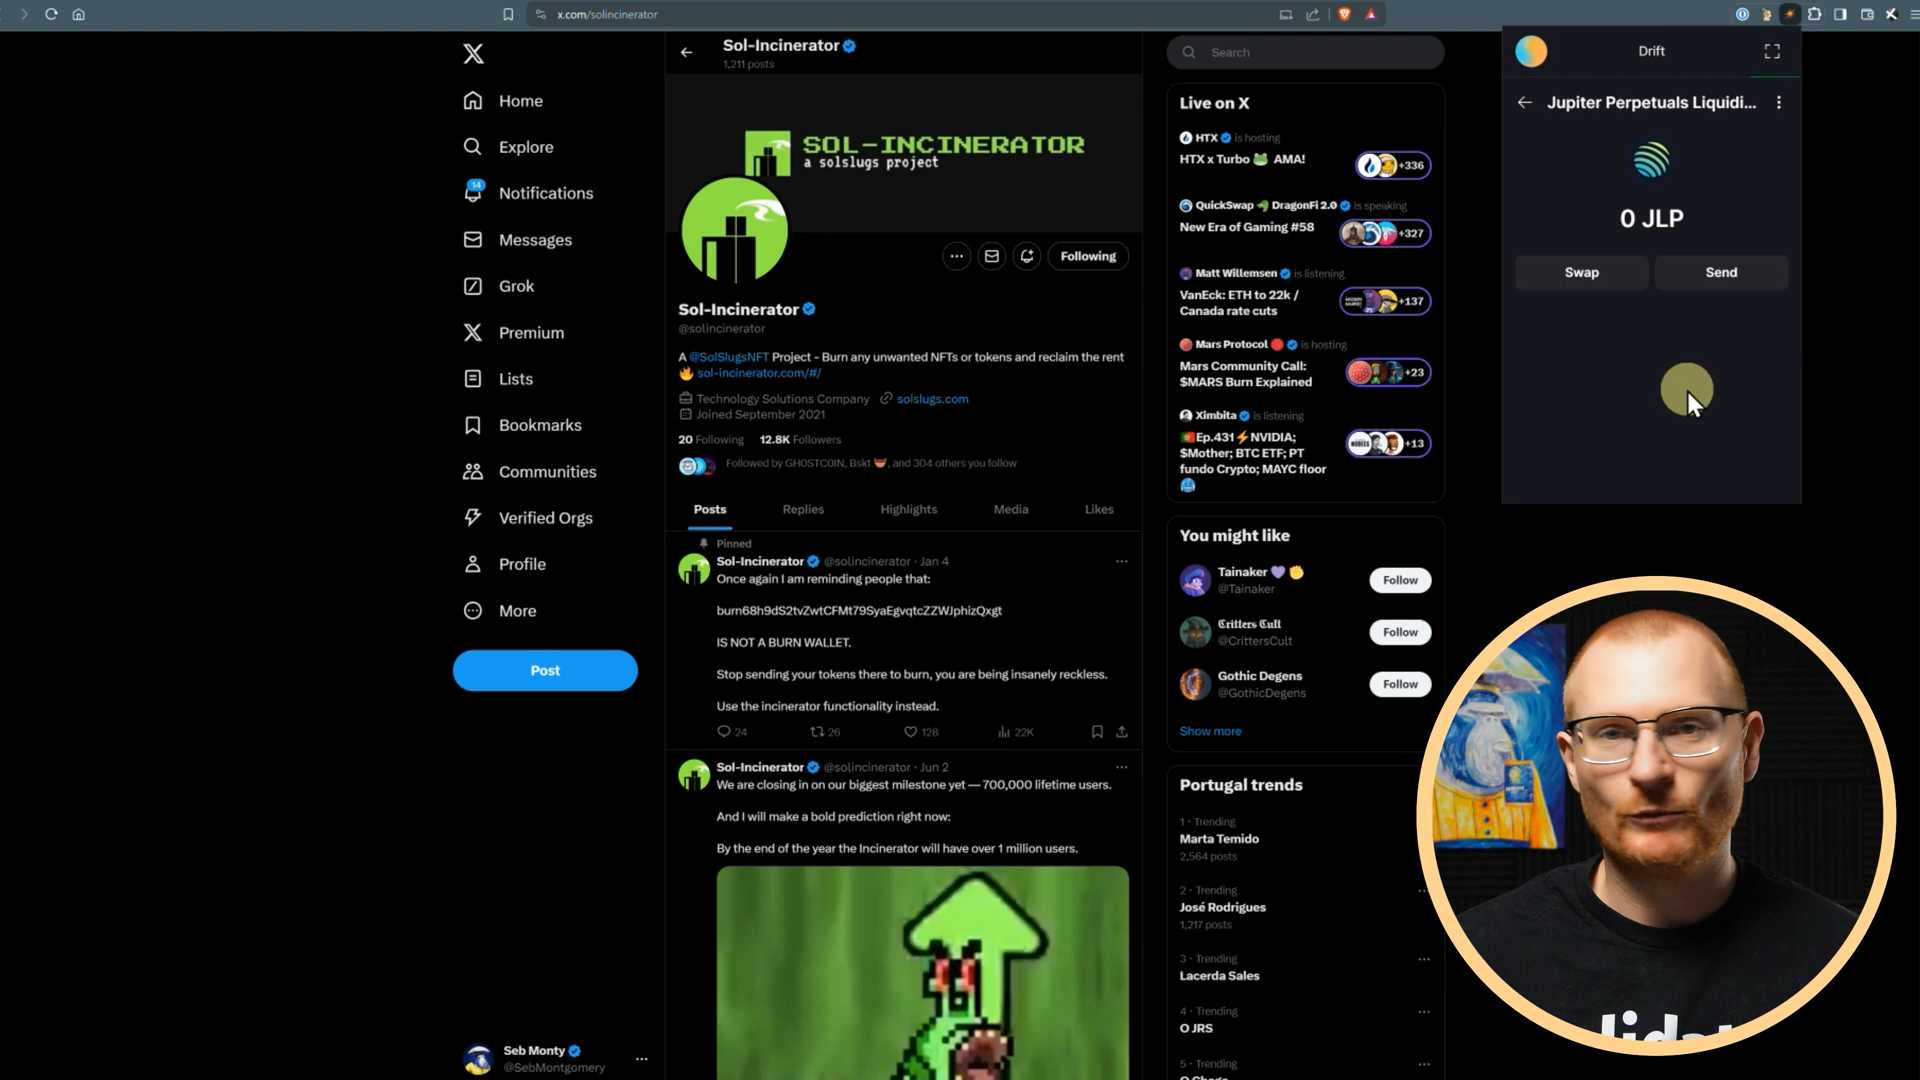 x.com/solincinerator
Home
Explore
14
Notifications
Messages
Grok
Premium
Lists
Bookmarks
Communities
Verified Orgs
Profile
More
Post
Seb Monty
@SebMontgomery
Sol-Incinerator
1,211 posts
SOL-INCINERATOR
a solslugs project
Following
Sol-Incinerator
@solincinerator
A @SolSlugsNFT Project - Burn any unwanted NFTs or tokens and reclaim the rent
🔥 sol-incinerator.com/#/
Technology Solutions Company solslugs.com
Joined September 2021
20 Following 12.8K Followers
Followed by GH0STC0IN, Bskt, and 304 others you follow
Posts Replies Highlights Media Likes
Pinned
Sol-Incinerator @solincinerator · Jan 4
Once again I am reminding people that:
burn68h9dS2tvZwtCFMt79SyaEgvqtcZZWJphizQxgt
IS NOT A BURN WALLET.
Stop sending your tokens there to burn, you are being insanely reckless.
Use the incinerator functionality instead.
24 26 128 22K
Sol-Incinerator @solincinerator · Jun 2
We are closing in on our biggest milestone yet — 700,000 lifetime users.
And I will make a bold prediction right now:
By the end of the year the Incinerator will have over 1 million users.
Search
Live on X
HTX is hosting
HTX x Turbo 🐸 AMA!
+336
QuickSwap DragonFi 2.0 is speaking
New Era of Gaming #58
+327
Matt Willemsen is listening
VanEck: ETH to 22k /
Canada rate cuts
+137
Mars Protocol 🔴 is hosting
Mars Community Call:
$MARS Burn Explained
+23
Ximbita is listening
🇵🇹Ep.431⚡NVIDIA;
$Mother; BTC ETF; PT
fundo Crypto; MAYC floor
🥶
+13
You might like
Tainaker 💜 ✊
@Tainaker
Follow
Critters Cult
@CrittersCult
Follow
Gothic Degens
@GothicDegens
Follow
Show more
Portugal trends
1 · Trending
Marta Temido
2,564 posts
2 · Trending
José Rodrigues
1,217 posts
3 · Trending
Lacerda Sales
4 · Trending
O JRS
5 · Trending
Drift
Jupiter Perpetuals Liquidi...
0 JLP
Swap Send